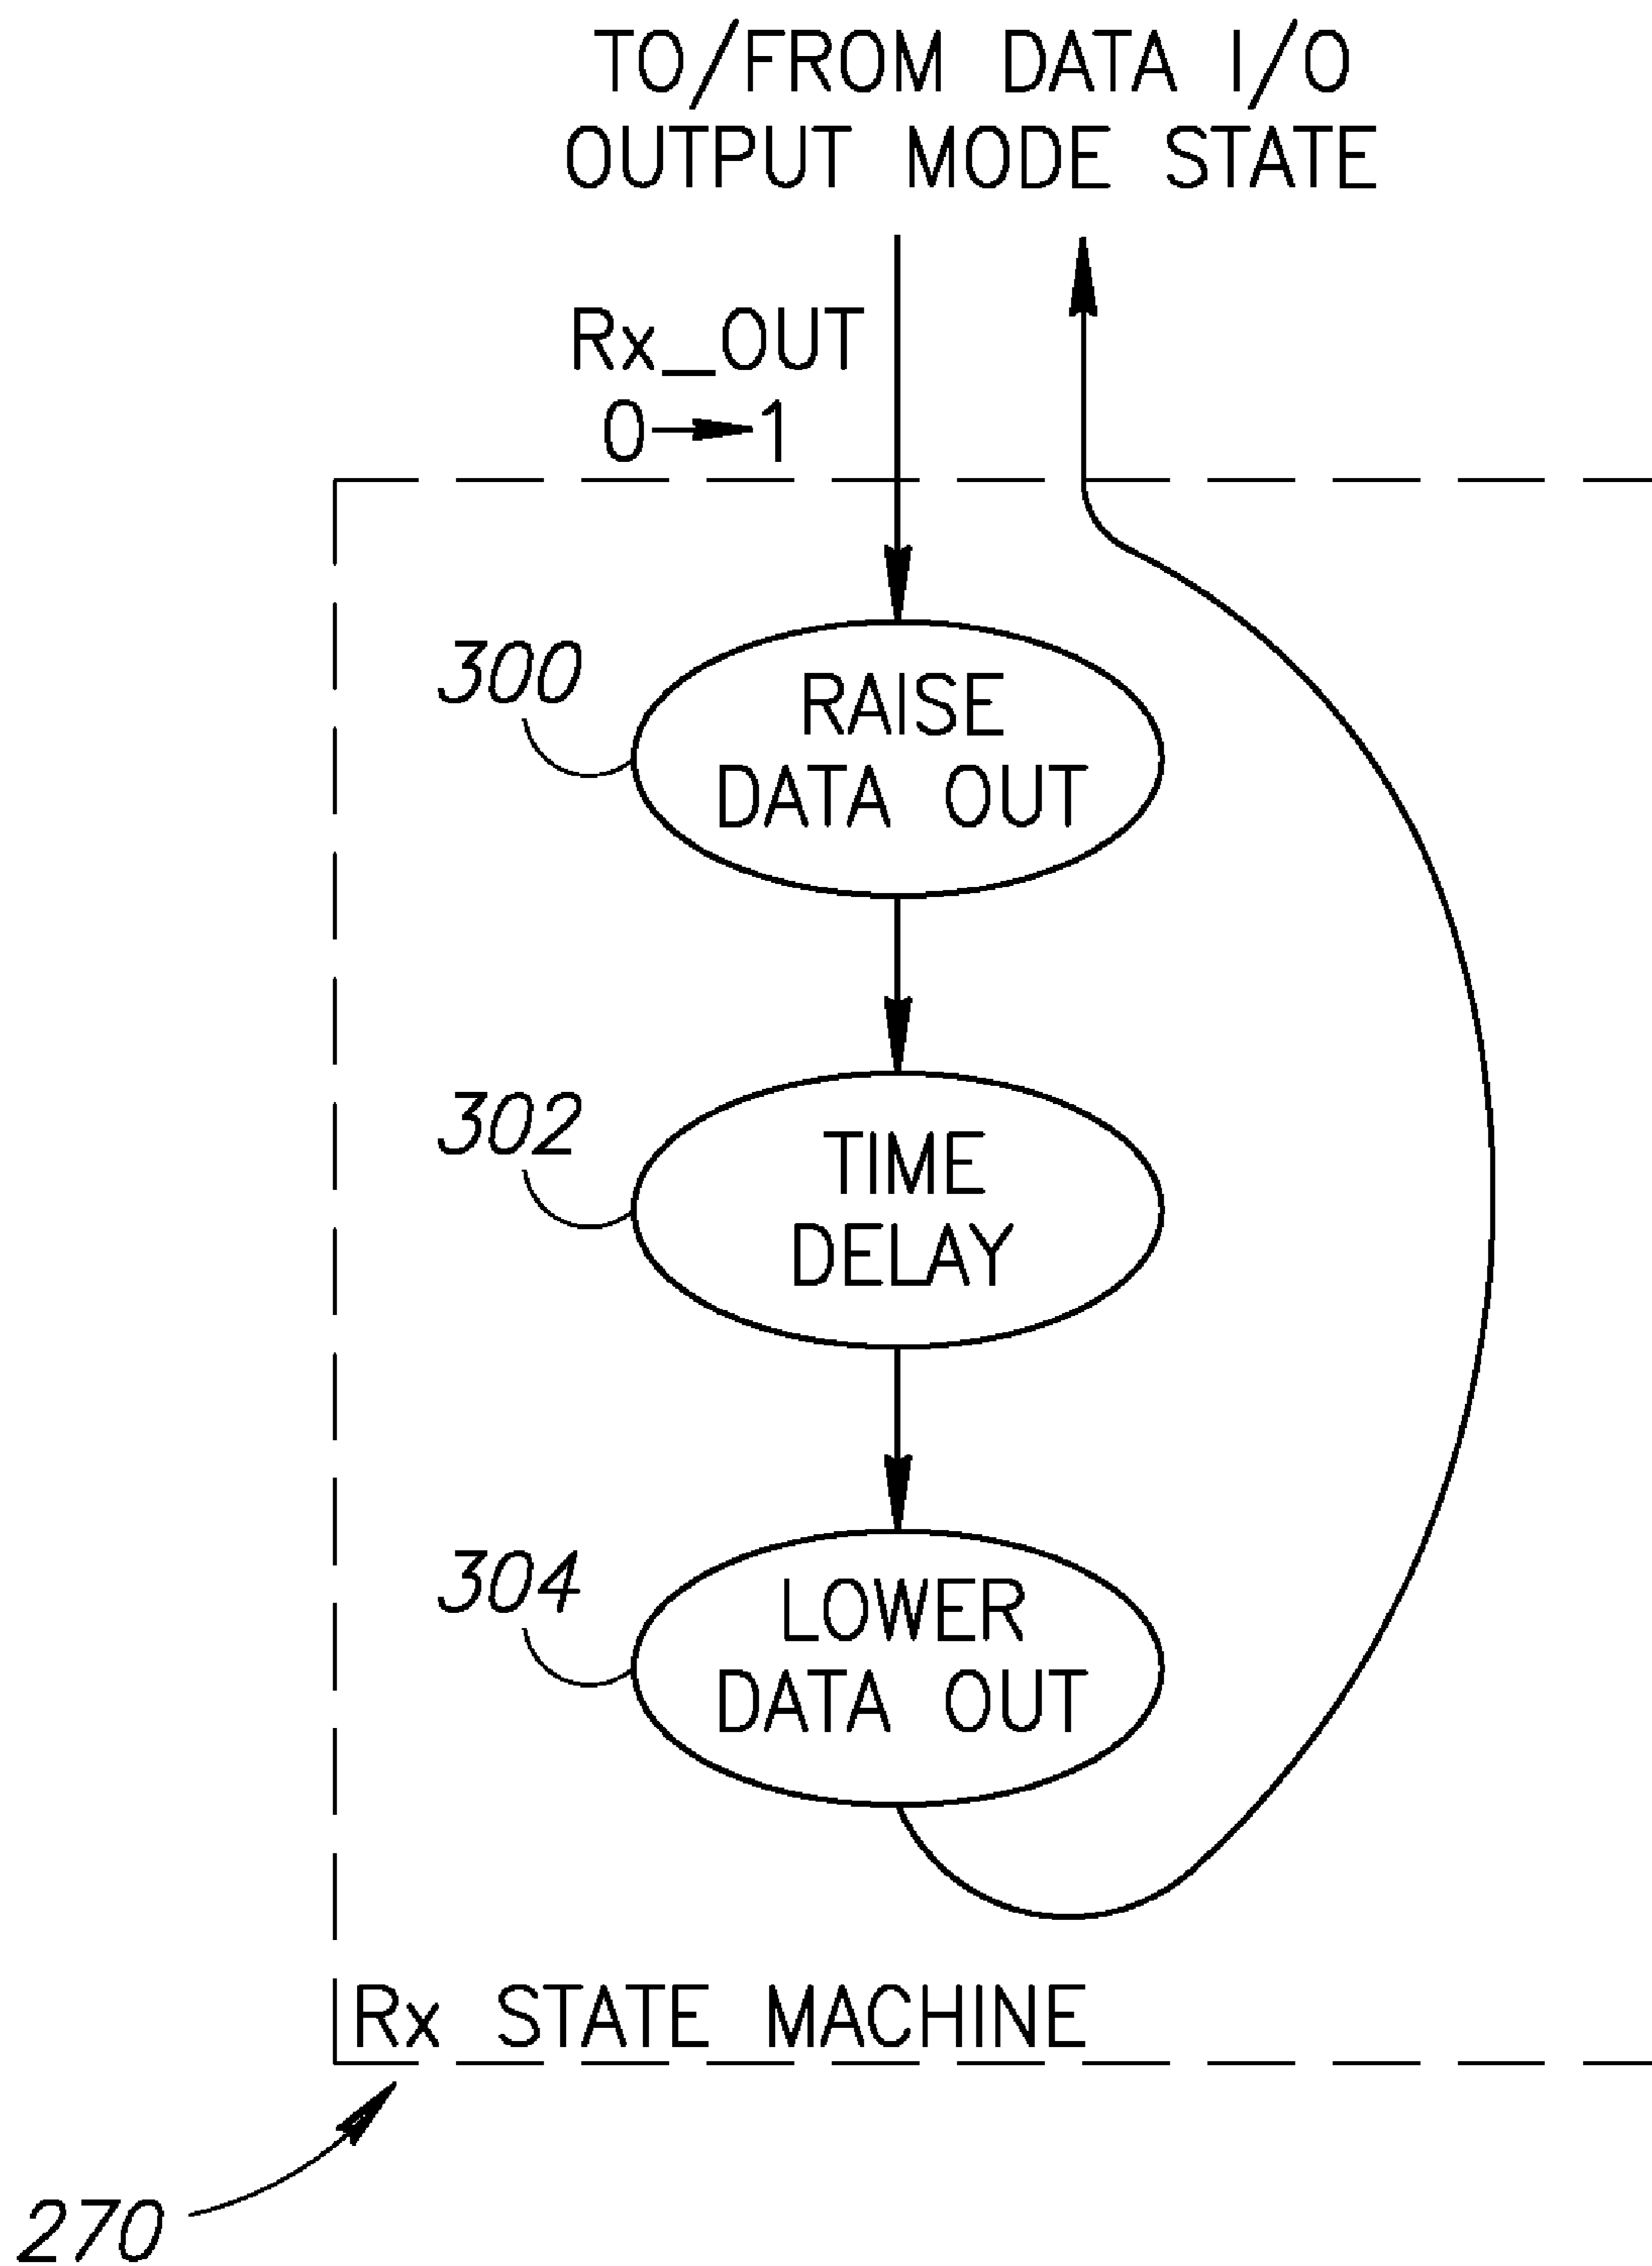 TO/FROM DATA I/O
OUTPUT MODE STATE
Rx_OUT
0→1
300
RAISE
DATA OUT
302
TIME
DELAY
304
LOWER
DATA OUT
Rx STATE MACHINE
270